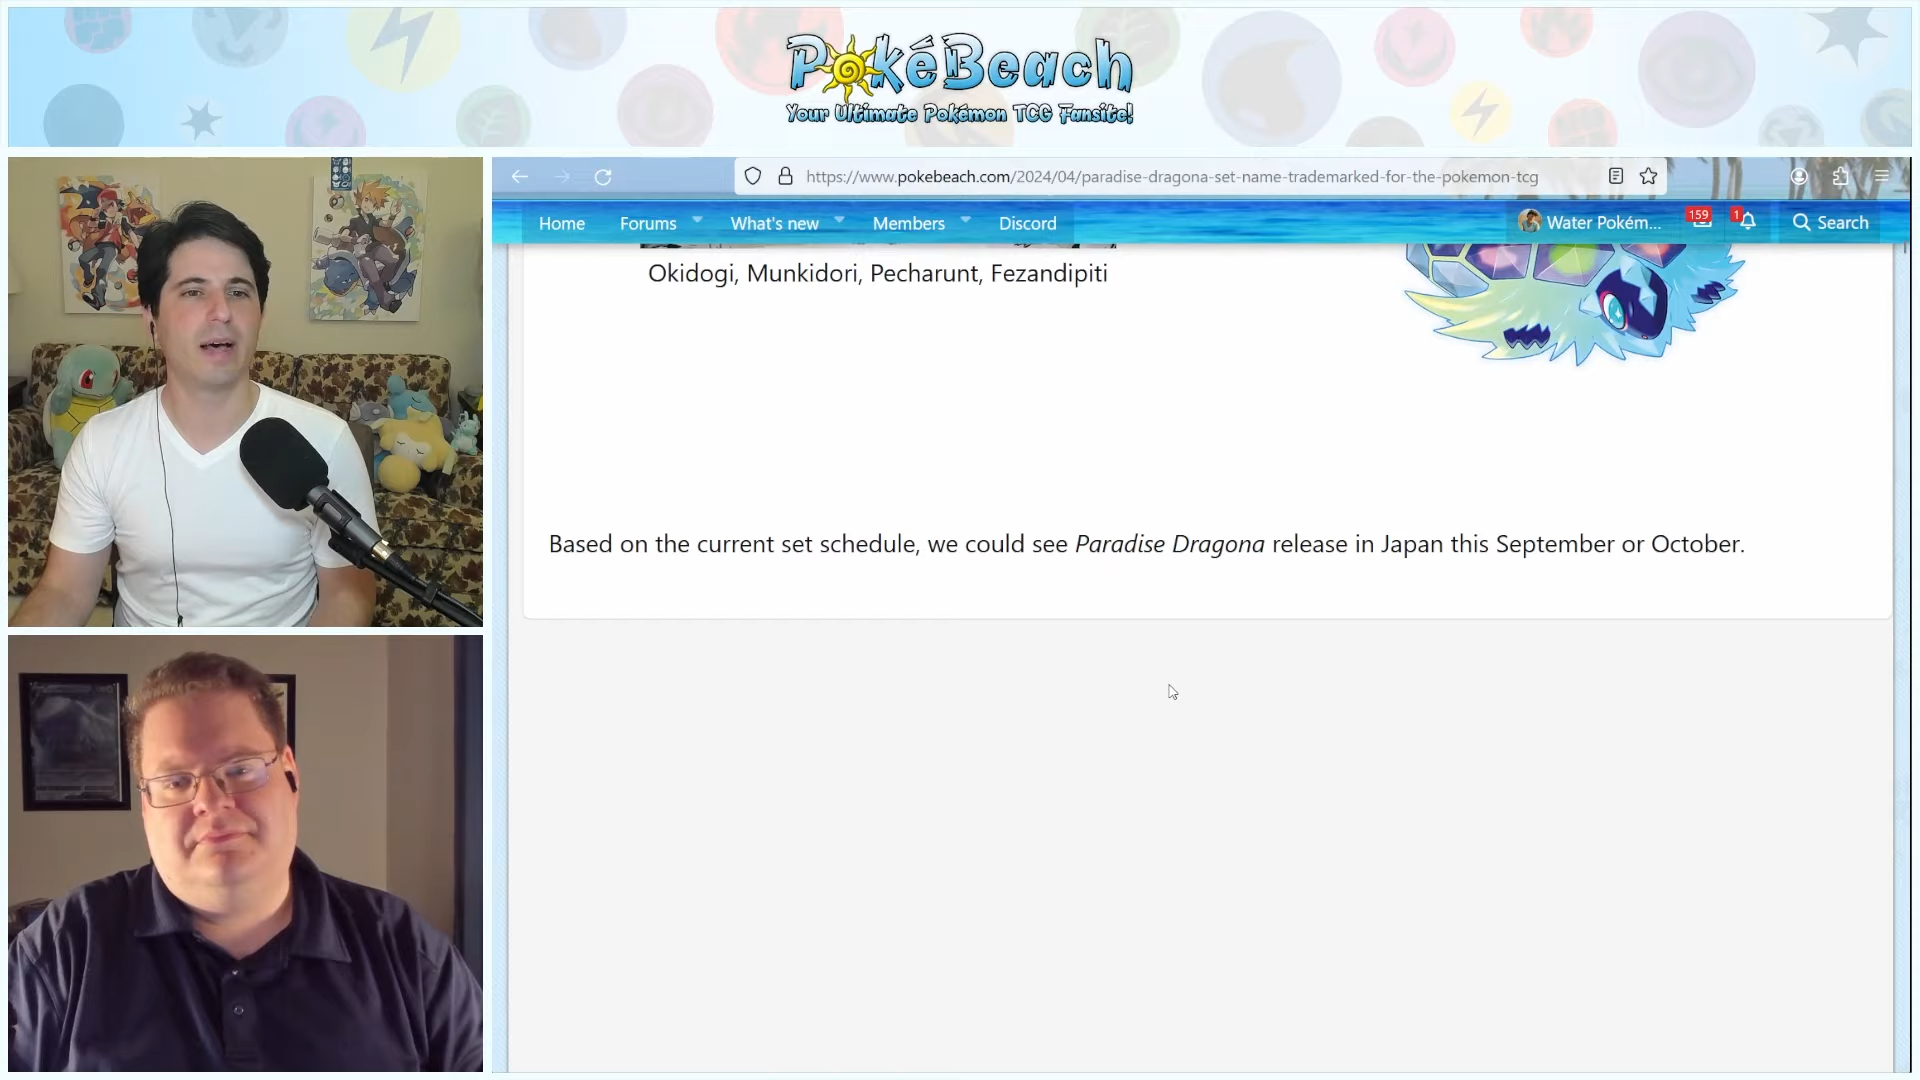 PokéBeach
Your Ultimate Pokémon TCG Fansite!
https://www.pokebeach.com/2024/04/paradise-dragona-set-name-trademarked-for-the-pokemon-tcg
Home Forums What's new Members Discord Water Pokém... 159 1 Search
Okidogi, Munkidori, Pecharunt, Fezandipiti
Based on the current set schedule, we could see Paradise Dragona release in Japan this September or October.